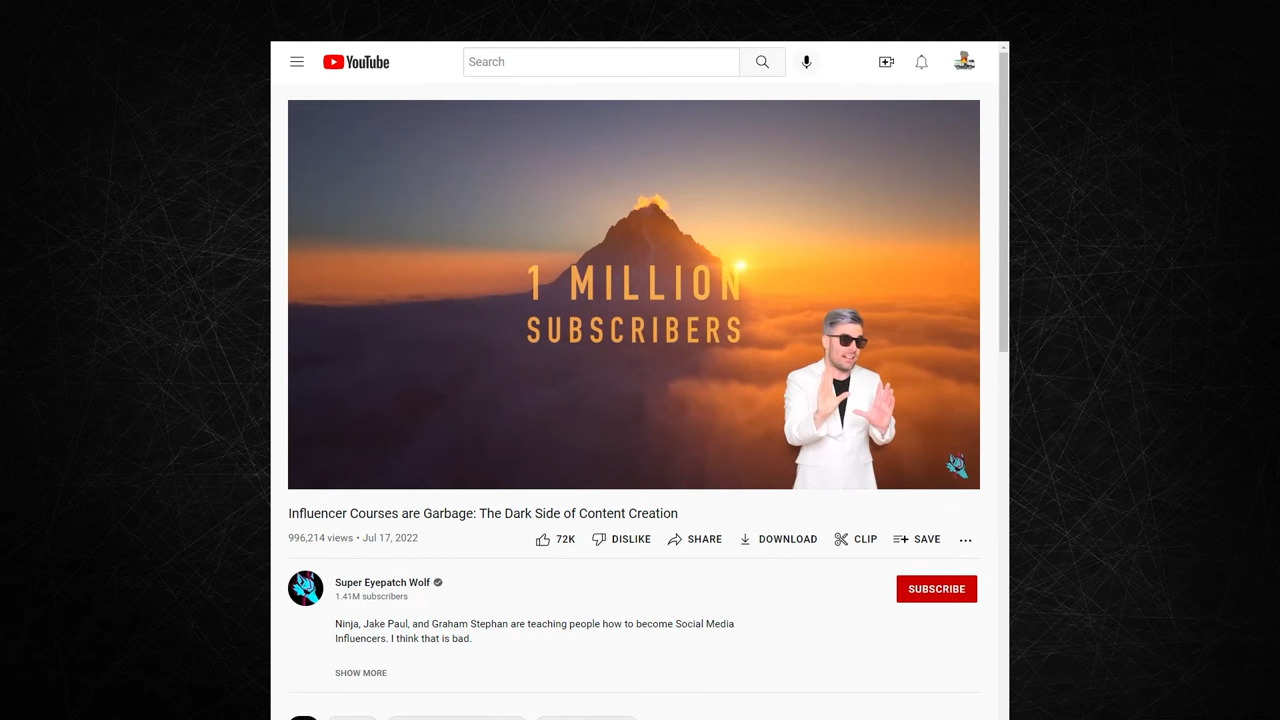 YouTube
Search
1 MILLION
SUBSCRIBERS
Influencer Courses are Garbage: The Dark Side of Content Creation
996,214 views • Jul 17, 2022
72K
DISLIKE
SHARE
DOWNLOAD
CLIP
SAVE
Super Eyepatch Wolf
1.41M subscribers
SUBSCRIBE
Ninja, Jake Paul, and Graham Stephan are teaching people how to become Social Media
Influencers. I think that is bad.
SHOW MORE